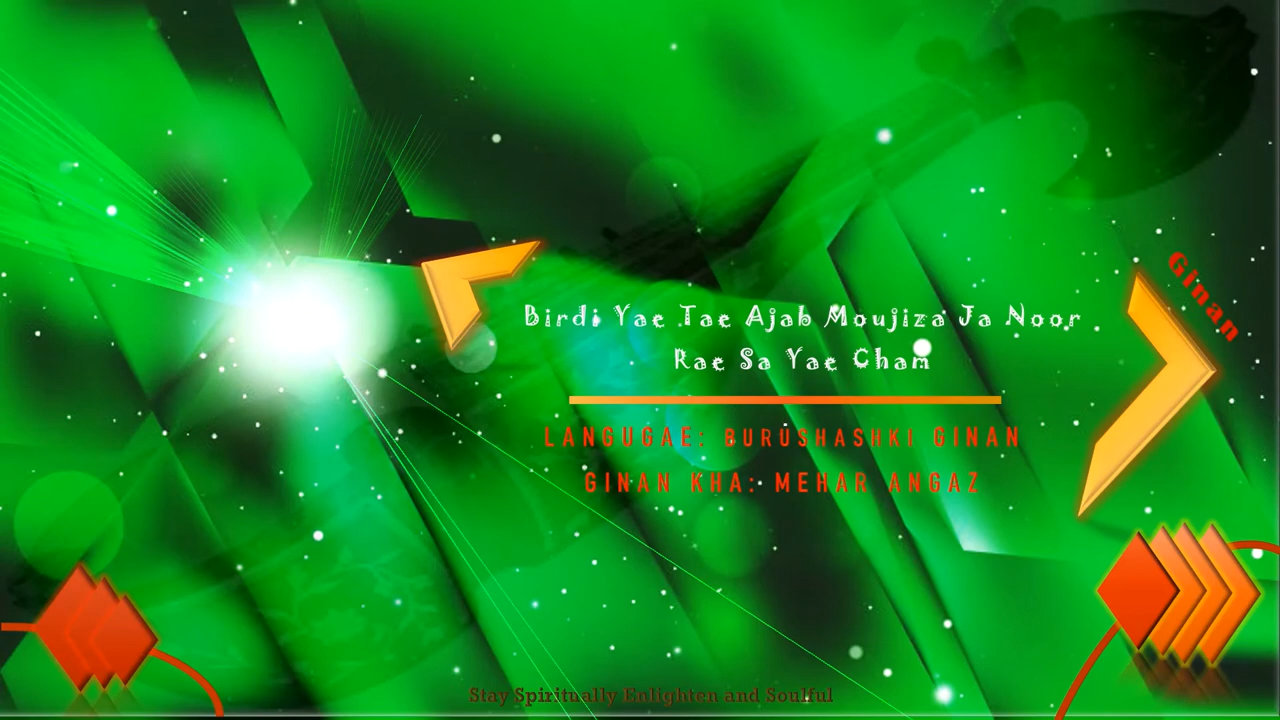 Ginan
Birdi Yae Tae Ajab Moujiza Ja Noor
Rae Sa Yae Cham
LANGUGAE: BURUSHASHKI GINAN
GINAN KHA: MEHAR ANGAZ
Stay Spiritually Enlighten and Soulful